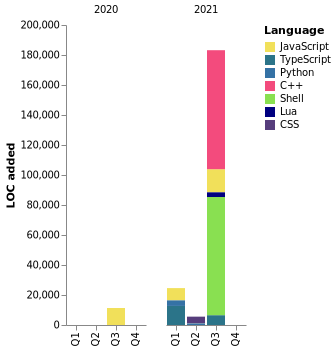 2020
2021
LOC added
200,000
180,000
160,000
140,000
120,000
100,000
80,000
60,000
40,000
20,000
0
Q1
Q2
Q3
Q4
Q1
Q2
Q3
Q4
Language
JavaScript
TypeScript
Python
C++
Shell
Lua
CSS